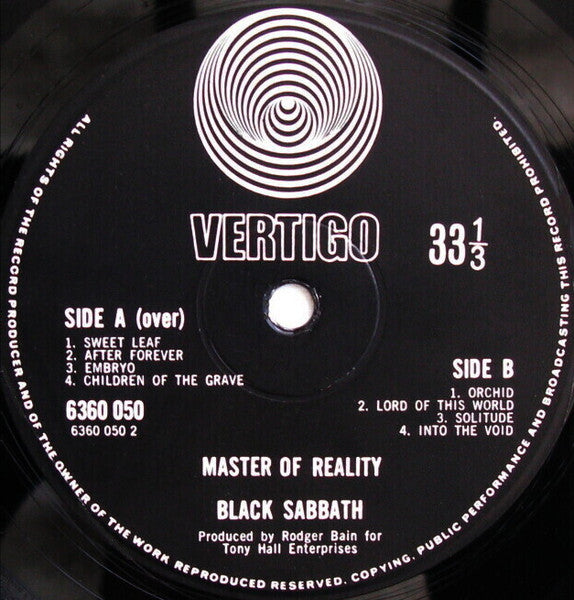 VERTIGO
33 1/3
SIDE A (over)
1. SWEET LEAF
2. AFTER FOREVER
3. EMBRYO
4. CHILDREN OF THE GRAVE
6360 050
6360 050 2
SIDE B
1. ORCHID
2. LORD OF THIS WORLD
3. SOLITUDE
4. INTO THE VOID
MASTER OF REALITY
BLACK SABBATH
Produced by Rodger Bain for
Tony Hall Enterprises
ALL RIGHTS OF THE RECORD PRODUCER AND OF THE OWNER OF THE WORK REPRODUCED RESERVED. COPYING, PUBLIC PERFORMANCE AND BROADCASTING THIS RECORD PROHIBITED.